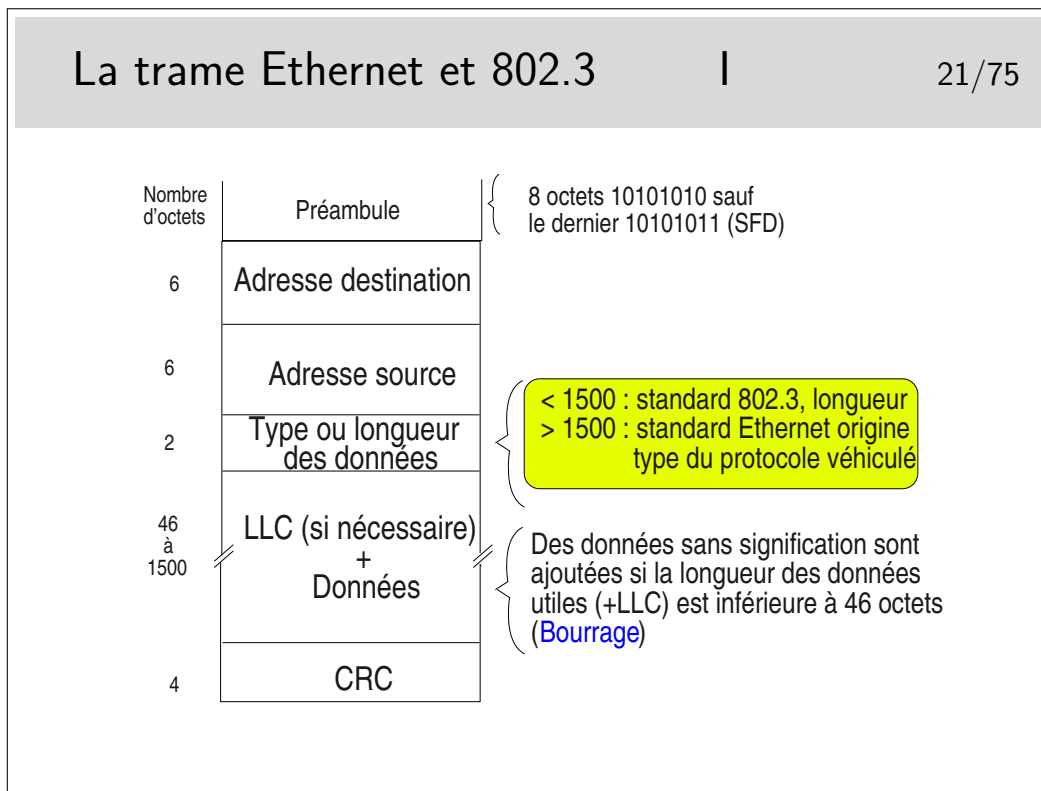 La trame Ethernet et 802.3 I 21/75
Nombre
d'octets
Préambule
8 octets 10101010 sauf
le dernier 10101011 (SFD)
6
Adresse destination
6
Adresse source
2
Type ou longueur
des données
< 1500 : standard 802.3, longueur
> 1500 : standard Ethernet origine
type du protocole véhiculé
46
à
1500
LLC (si nécessaire)
+
Données
Des données sans signification sont
ajoutées si la longueur des données
utiles (+LLC) est inférieure à 46 octets
(Bourrage)
4
CRC